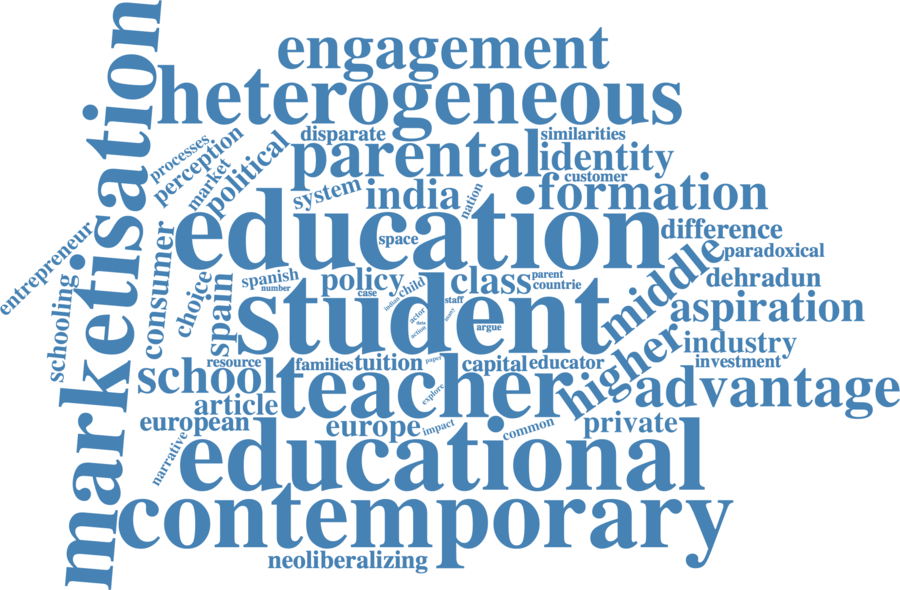 engagement
heterogeneous
marketisation
disparate
similarities
processes,
perception
political
parental
identity
market
customer
system
india
nation
formation
education
difference
entrepreneur
space
paradoxical
consumer
middle
schooling
choice
spain
spanish
number
policy
case
child
class
parent
countrie
dehradun
indian
staff
actor
student
argue
aspiration
data
action
industry
higher
resource
families
tuition
paper
capital
educator
investment
school
teacher
explore
advantage
article
european
europe
impact
common
private
narrative
educational
contemporary
neoliberalizing